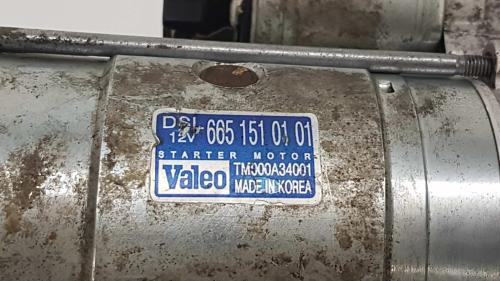 DSL 665 151 01 01
12V
STARTER MOTOR
Valeo TM000A34001
MADE IN KOREA